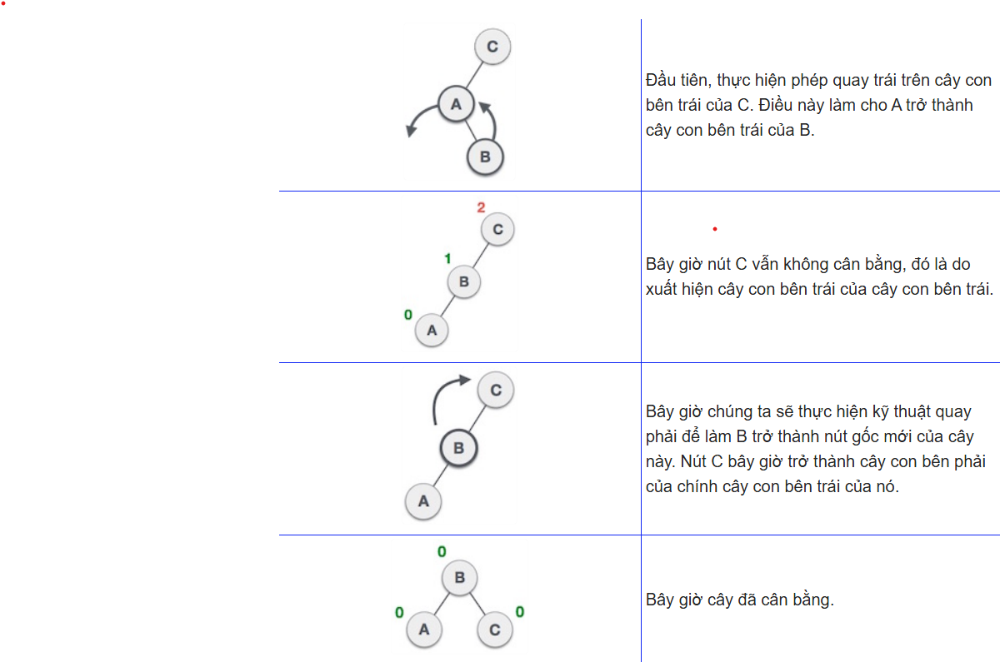 C
A
B
Đầu tiên, thực hiện phép quay trái trên cây con
bên trái của C. Điều này làm cho A trở thành
cây con bên trái của B.
2
C
1
B
0
A
Bây giờ nút C vẫn không cân bằng, đó là do
xuất hiện cây con bên trái của cây con bên trái.
C
B
A
Bây giờ chúng ta sẽ thực hiện kỹ thuật quay
phải để làm B trở thành nút gốc mới của cây
này. Nút C bây giờ trở thành cây con bên phải
của chính cây con bên trái của nó.
0
B
0
A
C
0
Bây giờ cây đã cân bằng.